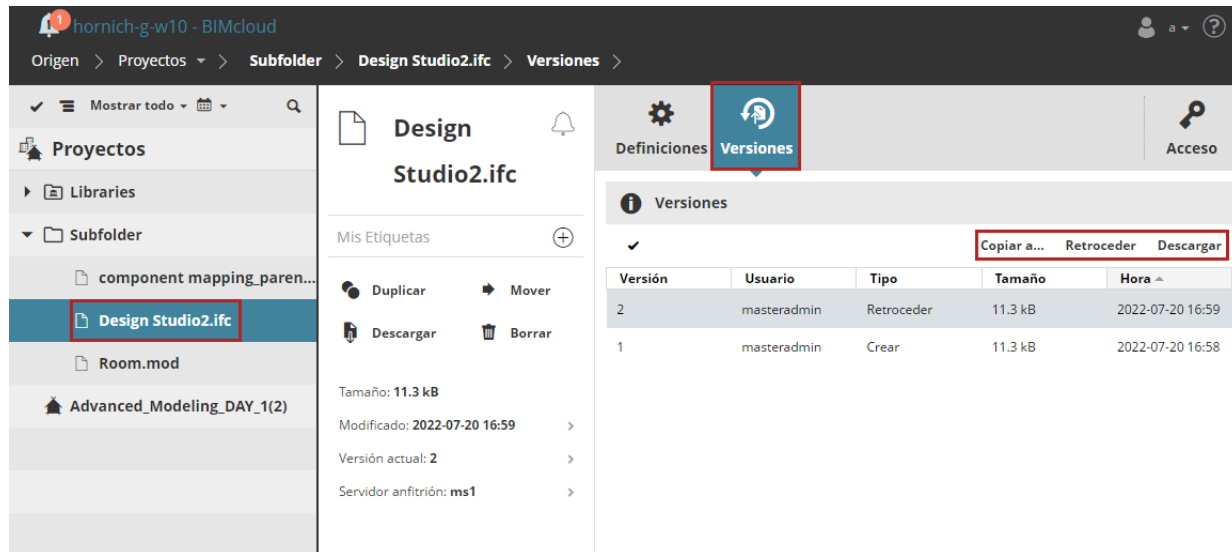 1
hornich-g-w10 - BIMcloud
a
?
Origen > Proyectos > Subfolder > Design Studio2.ifc > Versiones >
Mostrar todo
Proyectos
Libraries
Subfolder
component mapping_paren...
Design Studio2.ifc
Room.mod
Advanced_Modeling_DAY_1(2)
Design
Studio2.ifc
Mis Etiquetas
Duplicar Mover
Descargar Borrar
Tamaño: 11.3 kB
Modificado: 2022-07-20 16:59
Versión actual: 2
Servidor anfitrión: ms1
Definiciones Versiones Acceso
Versiones
Copiar a... Retroceder Descargar
Versión Usuario Tipo Tamaño Hora
2 masteradmin Retroceder 11.3 kB 2022-07-20 16:59
1 masteradmin Crear 11.3 kB 2022-07-20 16:58